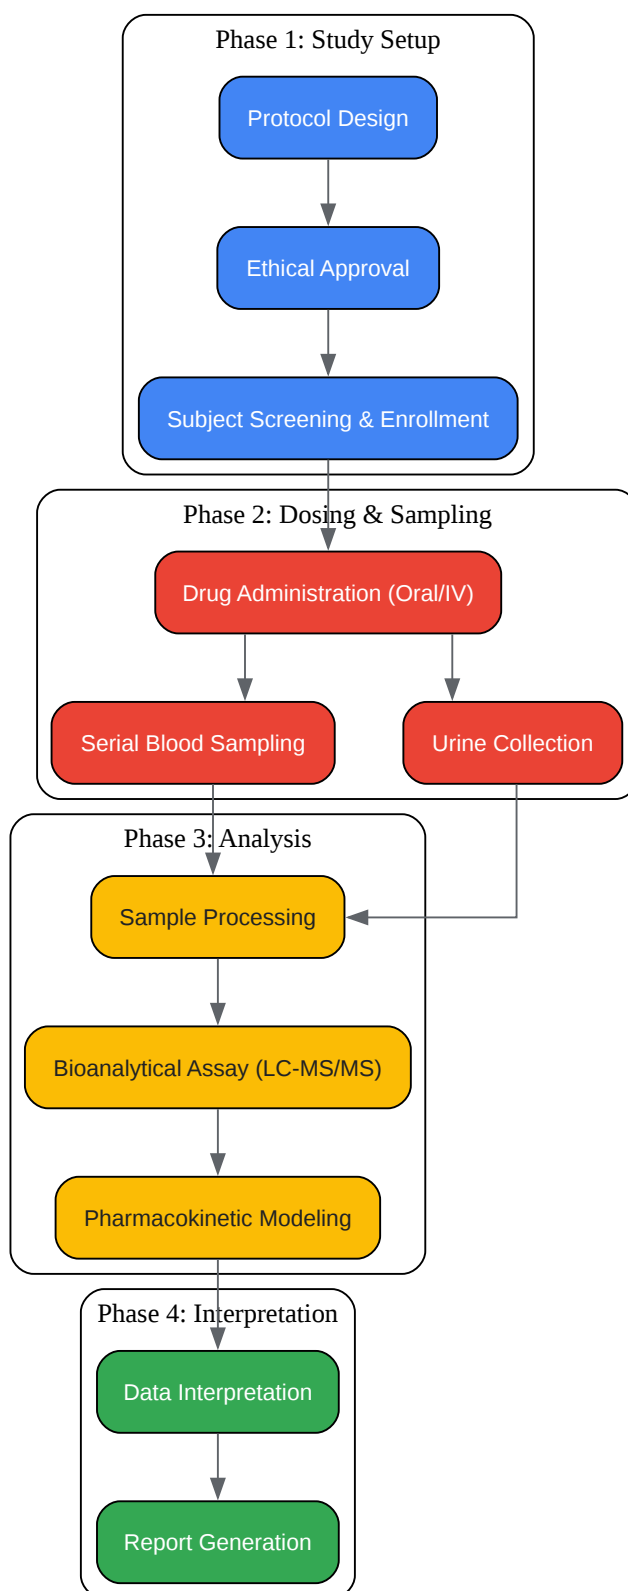 Phase 1: Study Setup
Protocol Design
Ethical Approval
Subject Screening & Enrollment
Phase 2: Dosing & Sampling
Drug Administration (Oral/IV)
Serial Blood Sampling
Urine Collection
Phase 3: Analysis
Sample Processing
Bioanalytical Assay (LC-MS/MS)
Pharmacokinetic Modeling
Phase 4: Interpretation
Data Interpretation
Report Generation